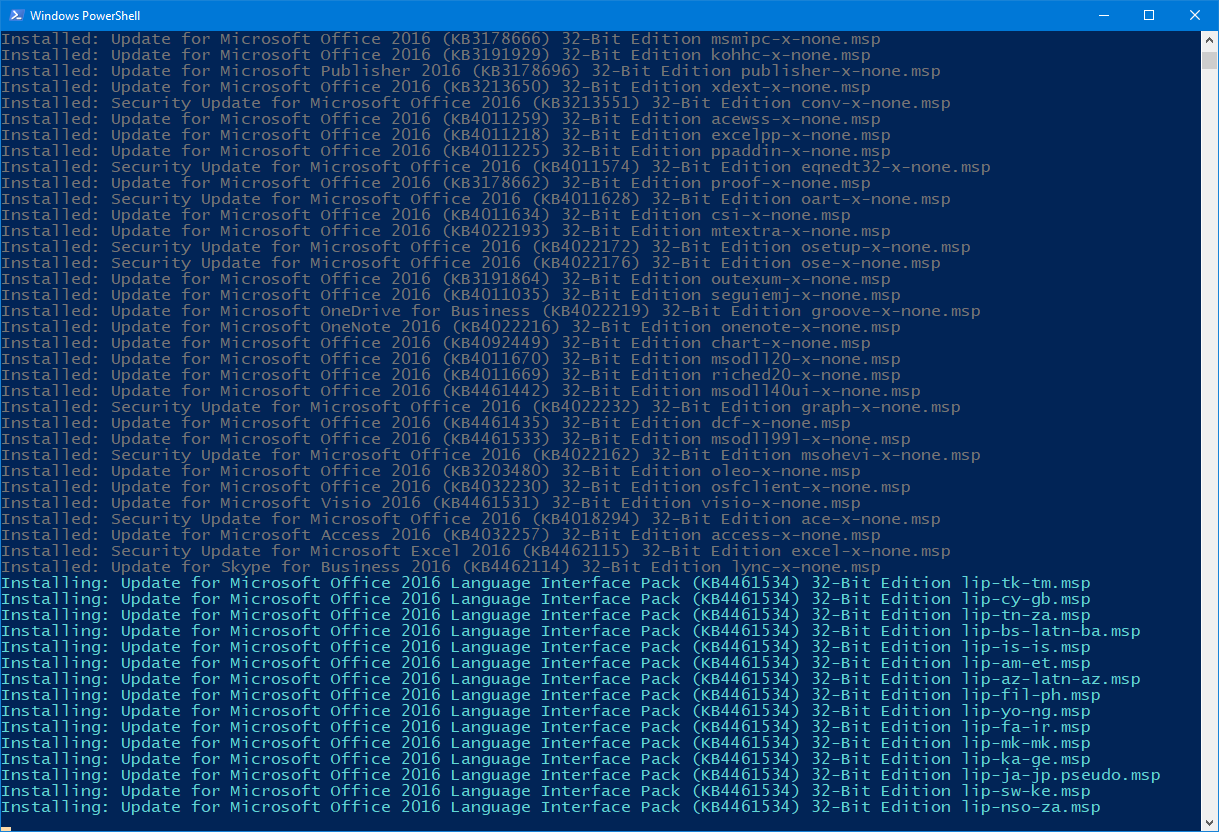 Windows PowerShell
Installed: Update for Microsoft Office 2016 (KB3178666) 32-Bit Edition msmipc-x-none.msp
Installed: Update for Microsoft Office 2016 (KB3191929) 32-Bit Edition kohhc-x-none.msp
Installed: Update for Microsoft Publisher 2016 (KB3178696) 32-Bit Edition publisher-x-none.msp
Installed: Update for Microsoft Office 2016 (KB3213650) 32-Bit Edition xdext-x-none.msp
Installed: Security Update for Microsoft Office 2016 (KB3213551) 32-Bit Edition conv-x-none.msp
Installed: Update for Microsoft Office 2016 (KB4011259) 32-Bit Edition acewss-x-none.msp
Installed: Update for Microsoft Office 2016 (KB4011218) 32-Bit Edition excelpp-x-none.msp
Installed: Update for Microsoft Office 2016 (KB4011225) 32-Bit Edition ppaddin-x-none.msp
Installed: Security Update for Microsoft Office 2016 (KB4011574) 32-Bit Edition eqnedt32-x-none.msp
Installed: Update for Microsoft Office 2016 (KB3178662) 32-Bit Edition proof-x-none.msp
Installed: Security Update for Microsoft Office 2016 (KB4011628) 32-Bit Edition oart-x-none.msp
Installed: Update for Microsoft Office 2016 (KB4011634) 32-Bit Edition csi-x-none.msp
Installed: Update for Microsoft Office 2016 (KB4022193) 32-Bit Edition mtextra-x-none.msp
Installed: Security Update for Microsoft Office 2016 (KB4022172) 32-Bit Edition osetup-x-none.msp
Installed: Security Update for Microsoft Office 2016 (KB4022176) 32-Bit Edition ose-x-none.msp
Installed: Update for Microsoft Office 2016 (KB3191864) 32-Bit Edition outexum-x-none.msp
Installed: Update for Microsoft Office 2016 (KB4011035) 32-Bit Edition seguiemj-x-none.msp
Installed: Update for Microsoft OneDrive for Business (KB4022219) 32-Bit Edition groove-x-none.msp
Installed: Update for Microsoft OneNote 2016 (KB4022216) 32-Bit Edition onenote-x-none.msp
Installed: Update for Microsoft Office 2016 (KB4092449) 32-Bit Edition chart-x-none.msp
Installed: Update for Microsoft Office 2016 (KB4011670) 32-Bit Edition msodll20-x-none.msp
Installed: Update for Microsoft Office 2016 (KB4011669) 32-Bit Edition riched20-x-none.msp
Installed: Update for Microsoft Office 2016 (KB4461442) 32-Bit Edition msodll40ui-x-none.msp
Installed: Security Update for Microsoft Office 2016 (KB4022232) 32-Bit Edition graph-x-none.msp
Installed: Update for Microsoft Office 2016 (KB4461435) 32-Bit Edition dcf-x-none.msp
Installed: Update for Microsoft Office 2016 (KB4461533) 32-Bit Edition msodll99l-x-none.msp
Installed: Security Update for Microsoft Office 2016 (KB4022162) 32-Bit Edition msohevi-x-none.msp
Installed: Update for Microsoft Office 2016 (KB3203480) 32-Bit Edition oleo-x-none.msp
Installed: Update for Microsoft Office 2016 (KB4032230) 32-Bit Edition osfclient-x-none.msp
Installed: Update for Microsoft Visio 2016 (KB4461531) 32-Bit Edition visio-x-none.msp
Installed: Security Update for Microsoft Office 2016 (KB4018294) 32-Bit Edition ace-x-none.msp
Installed: Update for Microsoft Access 2016 (KB4032257) 32-Bit Edition access-x-none.msp
Installed: Security Update for Microsoft Excel 2016 (KB4462115) 32-Bit Edition excel-x-none.msp
Installed: Update for Skype for Business 2016 (KB4462114) 32-Bit Edition lync-x-none.msp
Installing: Update for Microsoft Office 2016 Language Interface Pack (KB4461534) 32-Bit Edition lip-tk-tm.msp
Installing: Update for Microsoft Office 2016 Language Interface Pack (KB4461534) 32-Bit Edition lip-cy-gb.msp
Installing: Update for Microsoft Office 2016 Language Interface Pack (KB4461534) 32-Bit Edition lip-tn-za.msp
Installing: Update for Microsoft Office 2016 Language Interface Pack (KB4461534) 32-Bit Edition lip-bs-latn-ba.msp
Installing: Update for Microsoft Office 2016 Language Interface Pack (KB4461534) 32-Bit Edition lip-is-is.msp
Installing: Update for Microsoft Office 2016 Language Interface Pack (KB4461534) 32-Bit Edition lip-am-et.msp
Installing: Update for Microsoft Office 2016 Language Interface Pack (KB4461534) 32-Bit Edition lip-az-latn-az.msp
Installing: Update for Microsoft Office 2016 Language Interface Pack (KB4461534) 32-Bit Edition lip-fil-ph.msp
Installing: Update for Microsoft Office 2016 Language Interface Pack (KB4461534) 32-Bit Edition lip-yo-ng.msp
Installing: Update for Microsoft Office 2016 Language Interface Pack (KB4461534) 32-Bit Edition lip-fa-ir.msp
Installing: Update for Microsoft Office 2016 Language Interface Pack (KB4461534) 32-Bit Edition lip-mk-mk.msp
Installing: Update for Microsoft Office 2016 Language Interface Pack (KB4461534) 32-Bit Edition lip-ka-ge.msp
Installing: Update for Microsoft Office 2016 Language Interface Pack (KB4461534) 32-Bit Edition lip-ja-jp.pseudo.msp
Installing: Update for Microsoft Office 2016 Language Interface Pack (KB4461534) 32-Bit Edition lip-sw-ke.msp
Installing: Update for Microsoft Office 2016 Language Interface Pack (KB4461534) 32-Bit Edition lip-nso-za.msp